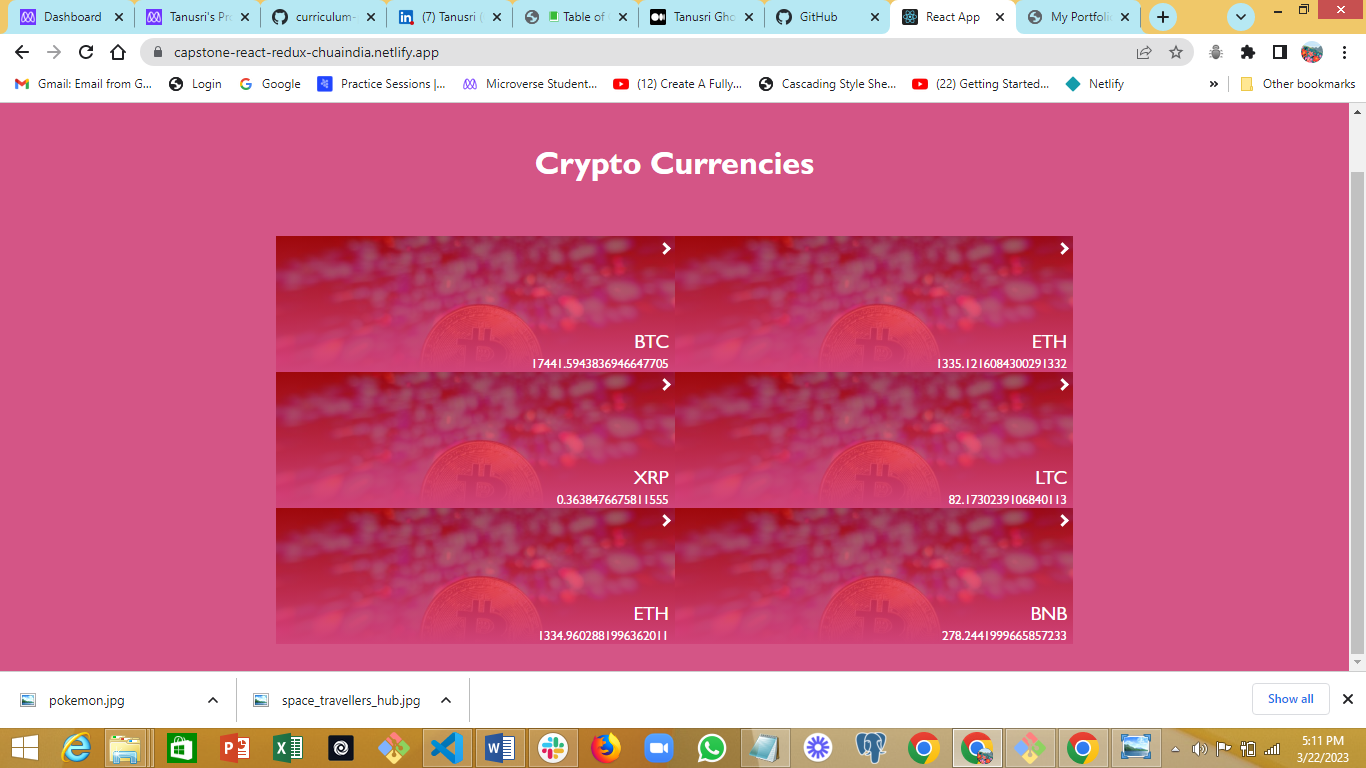 Dashboard
Tanusri's Pro
curriculum-
(7) Tanusri (
Table of
Tanusri Gho
GitHub
React App
My Portfoli
capstone-react-redux-chuaindia.netlify.app
Gmail: Email from G...
Login
Google
Practice Sessions |...
Microverse Student...
(12) Create A Fully...
Cascading Style She...
(22) Getting Started...
Netlify
»
Other bookmarks
Crypto Currencies
BTC
17441.5943836946647705
ETH
1335.1216084300291332
XRP
0.3638476675811555
LTC
82.1730239106840113
ETH
1334.9602881996362011
BNB
278.2441999665857233
pokemon.jpg
space_travellers_hub.jpg
Show all
5:11 PM
3/22/2023